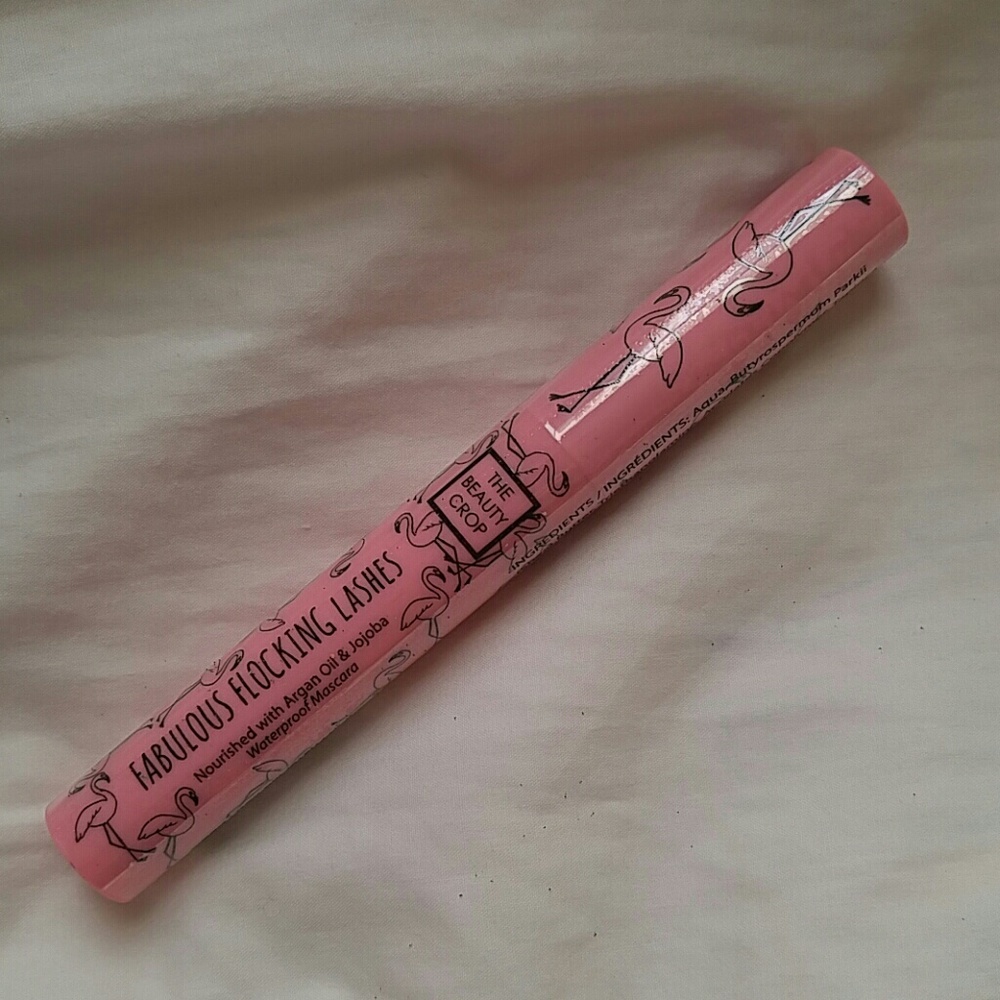 THE
BEAUTY
CROP
FABULOUS FLOCKING LASHES
Nourished with Argan Oil & Jojoba
Waterproof Mascara
INGREDIENTS / INGRÉDIENTS: Aqua, Butyrospermum Parkii